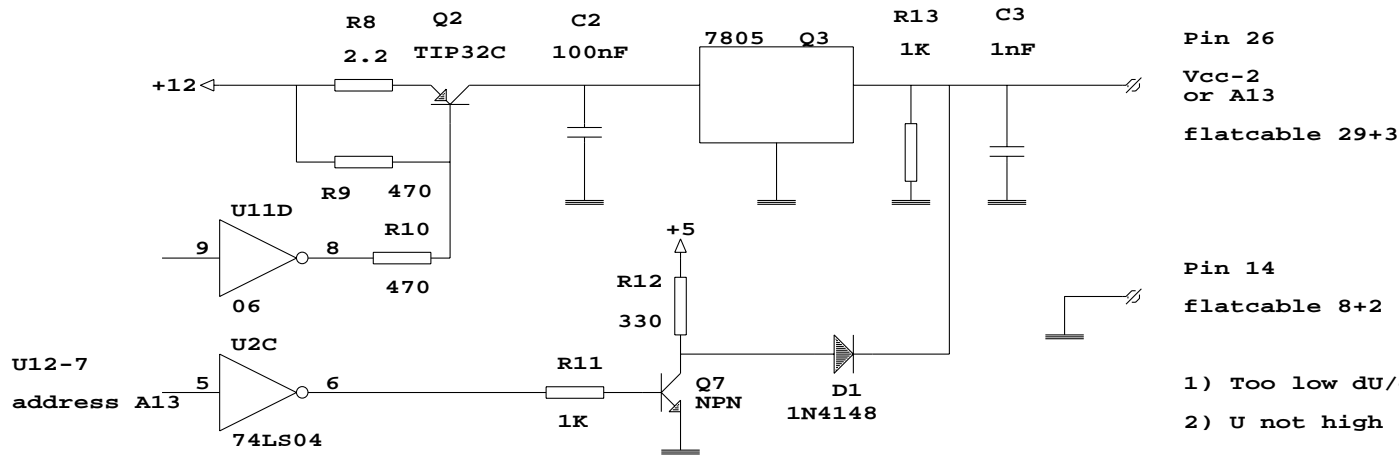 R8
Q2
C2
R13
C3
2.2
TIP32C
100nF
7805
Q3
1K
1nF
Pin 26
+12
Vcc-2
or A13
flatcable 29+3
R9
470
U11D
9
8
R10
470
06
+5
R12
330
Pin 14
flatcable 8+2
U12-7
address A13
U2C
5
6
74LS04
R11
1K
Q7
NPN
D1
1N4148
1) Too low dU/
2) U not high